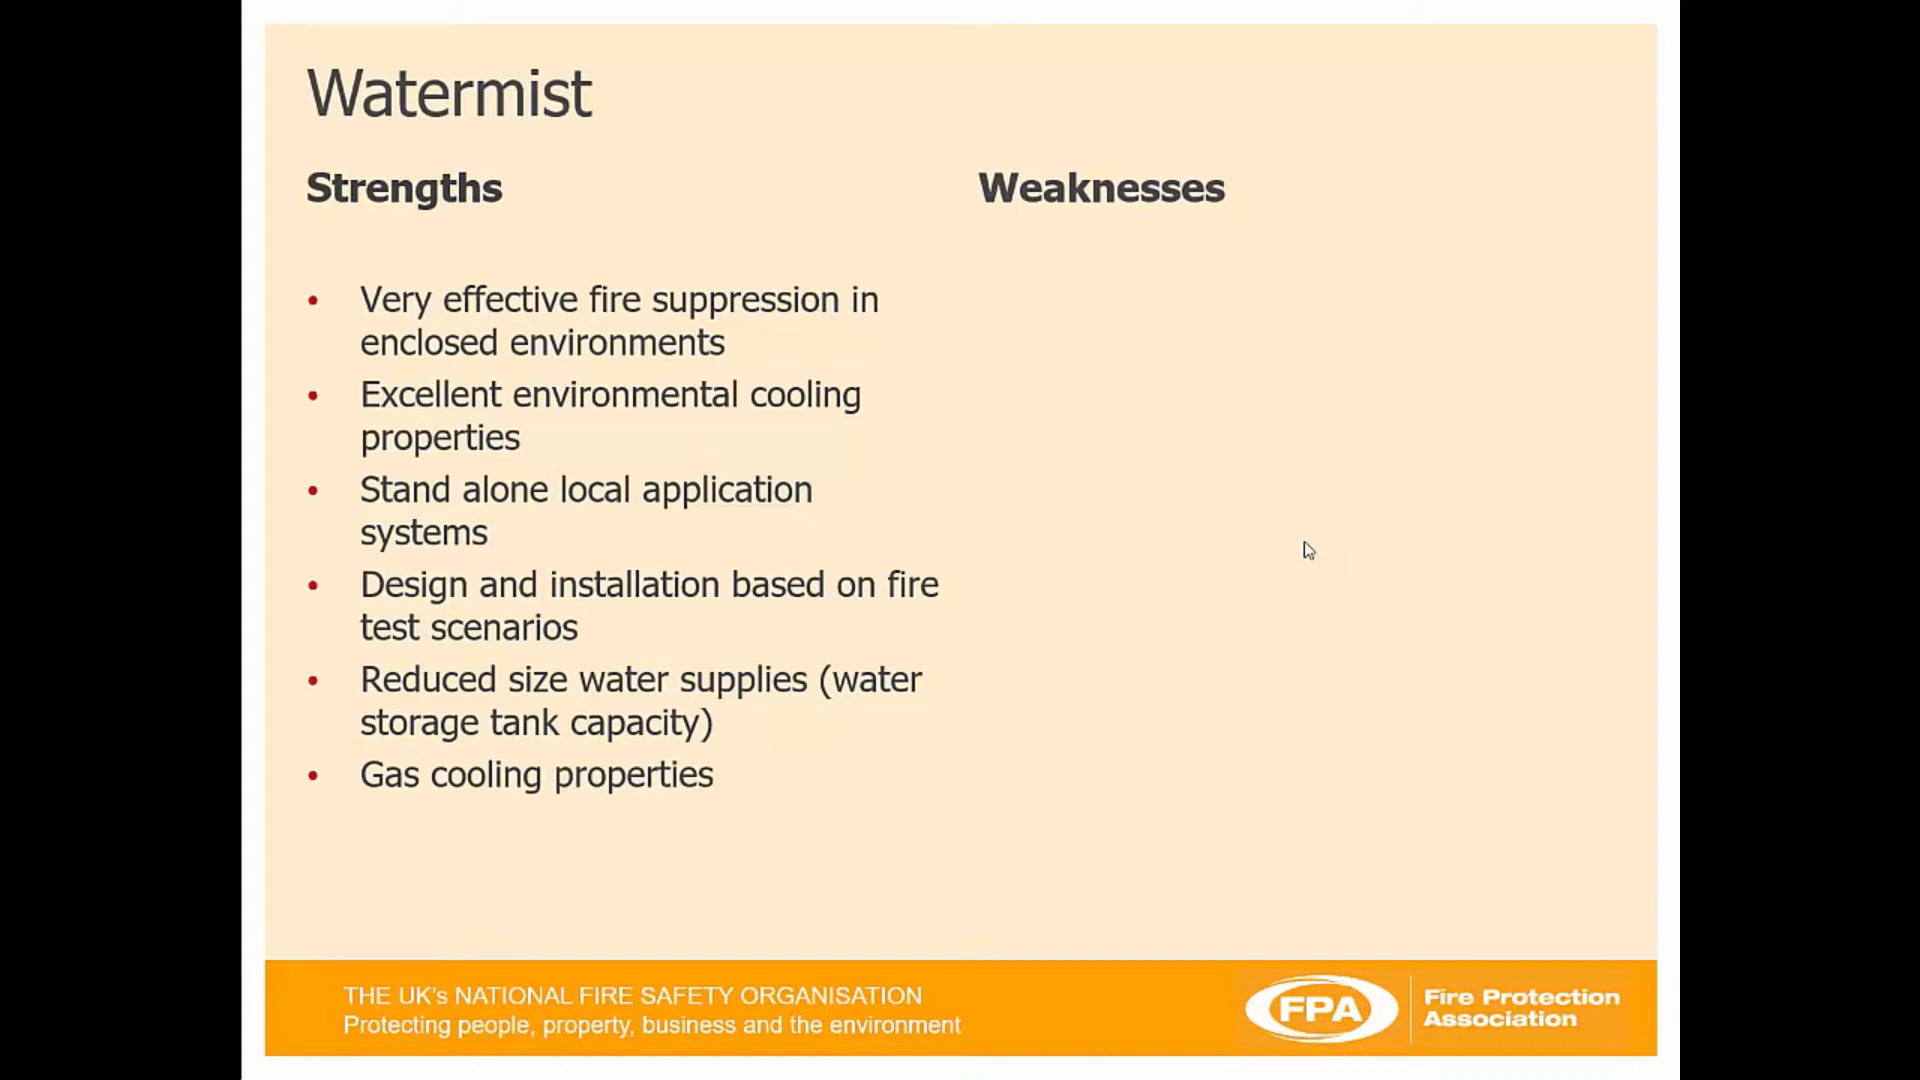 Watermist
Strengths
Weaknesses
• Very effective fire suppression in
enclosed environments
• Excellent environmental cooling
properties
• Stand alone local application
systems
• Design and installation based on fire
test scenarios
• Reduced size water supplies (water
storage tank capacity)
• Gas cooling properties
THE UK's NATIONAL FIRE SAFETY ORGANISATION
Protecting people, property, business and the environment
FPA
Fire Protection
Association